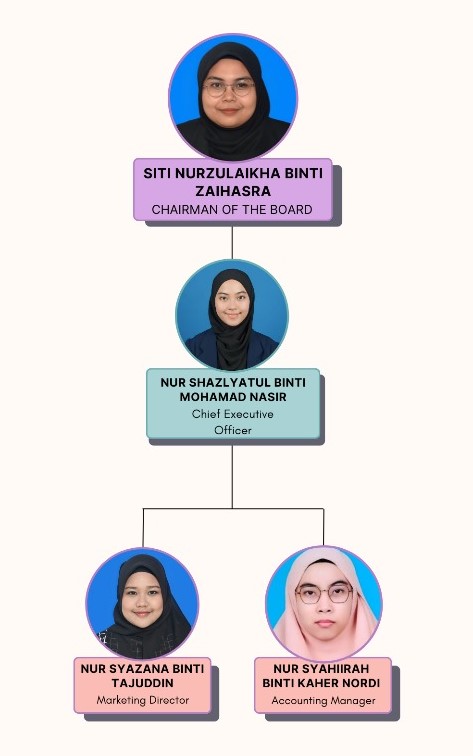 SITI NURZULAIKHA BINTI
ZAIHASRA
CHAIRMAN OF THE BOARD
NUR SHAZLYATUL BINTI
MOHAMAD NASIR
Chief Executive
Officer
NUR SYAZANA BINTI
TAJUDDIN
Marketing Director
NUR SYAHIIRAH
BINTI KAHER NORDI
Accounting Manager